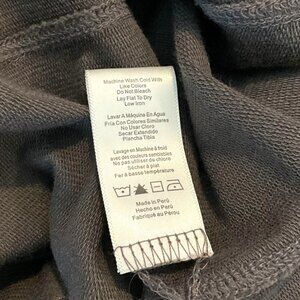 Machine Wash Cold With
Like Colors
Do Not Bleach
Lay Flat To Dry
Low Iron
Lavar A Máquina En Agua
Fria Con Colores Similares
No Usar Cloro
Secar Extendido
Plancha Tibia
Lavage en Machine à froid
avec des couleurs semblables
Ne pas utiliser de chlore
Sécher à plat
Fer à basse température
Made in Perú
Hecho en Perú
Fabriqué au Pérou